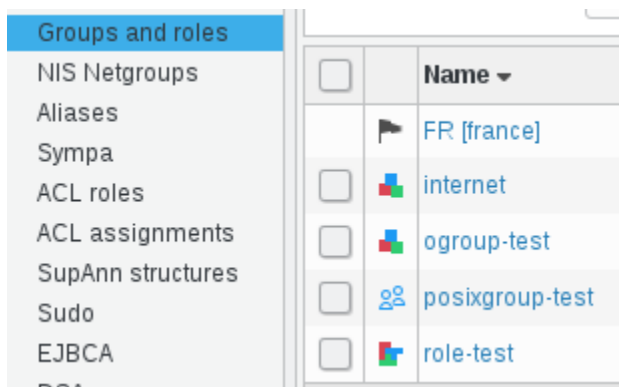 Groups and roles
NIS Netgroups
Aliases
Sympa
ACL roles
ACL assignments
SupAnn structures
Sudo
EJBCA
Name
FR [france]
internet
ogroup-test
posixgroup-test
role-test